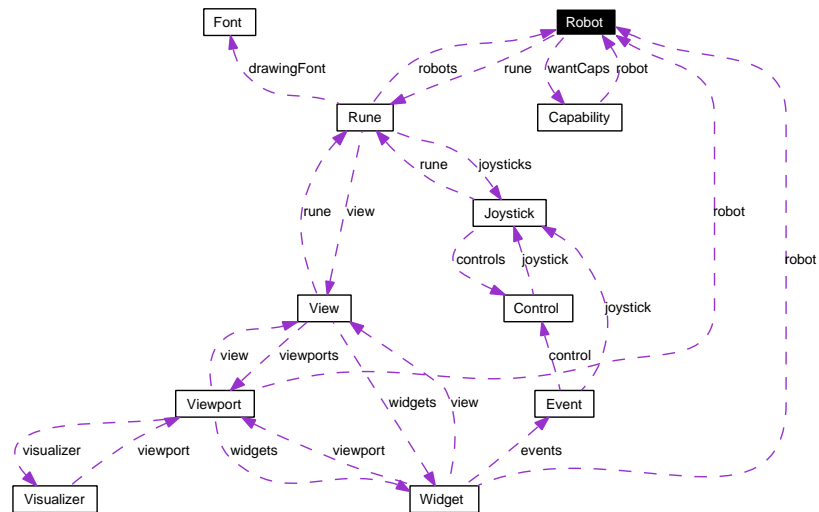 Font
Robot
drawingFont
robots
rune
wantCaps
robot
Rune
Capability
rune
joysticks
rune
view
Joystick
robot
controls
joystick
robot
View
Control
joystick
view
viewports
control
Viewport
widgets
view
Event
visualizer
viewport
widgets
viewport
events
Visualizer
Widget